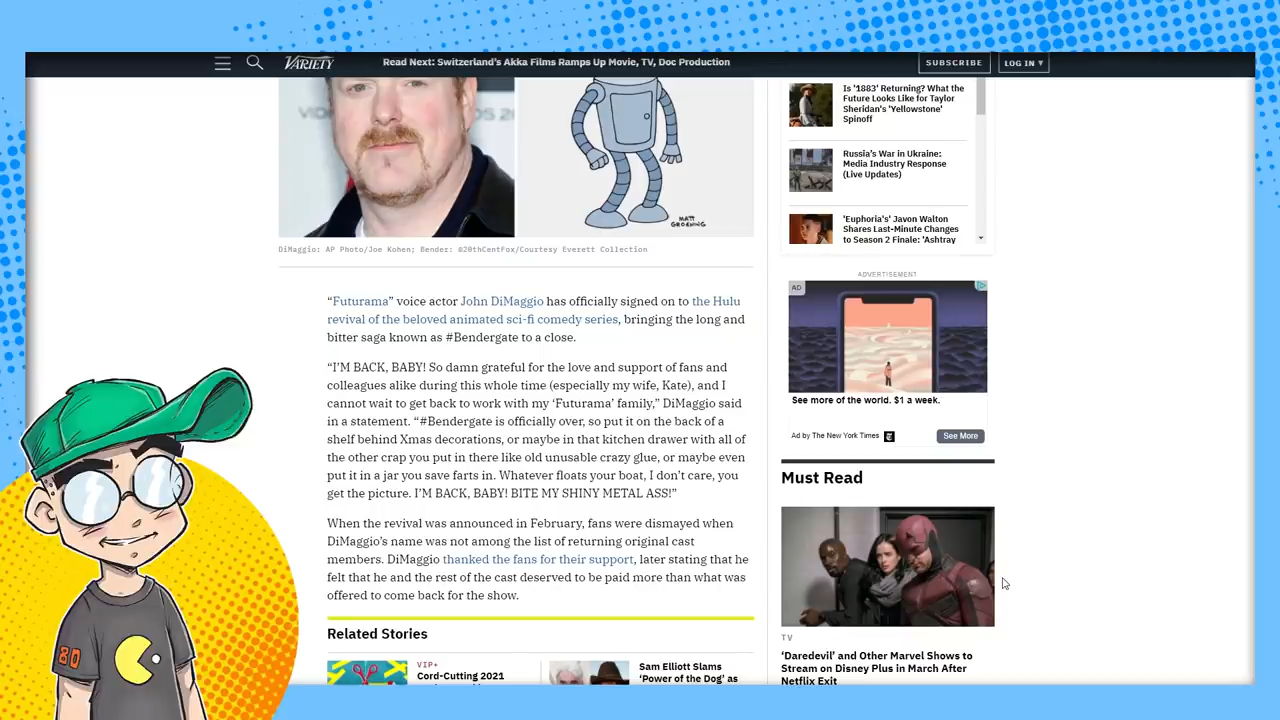 VARIETY
Read Next: Switzerland's Akka Films Ramps Up Movie, TV, Doc Production
SUBSCRIBE
LOG IN ▾
MATT
GROENING
DiMaggio: AP Photo/Joe Kohen; Bender: ©20thCentFox/Courtesy Everett Collection
“Futurama” voice actor John DiMaggio has officially signed on to the Hulu
revival of the beloved animated sci-fi comedy series, bringing the long and
bitter saga known as #Bendergate to a close.
“I’M BACK, BABY! So damn grateful for the love and support of fans and
colleagues alike during this whole time (especially my wife, Kate), and I
cannot wait to get back to work with my ‘Futurama’ family,” DiMaggio said
in a statement. “#Bendergate is officially over, so put it on the back of a
shelf behind Xmas decorations, or maybe in that kitchen drawer with all of
the other crap you put in there like old unusable crazy glue, or maybe even
put it in a jar you save farts in. Whatever floats your boat, I don’t care, you
get the picture. I’M BACK, BABY! BITE MY SHINY METAL ASS!”
When the revival was announced in February, fans were dismayed when
DiMaggio’s name was not among the list of returning original cast
members. DiMaggio thanked the fans for their support, later stating that he
felt that he and the rest of the cast deserved to be paid more than what was
offered to come back for the show.
Related Stories
VIP+
Cord-Cutting 2021
Sam Elliott Slams
‘Power of the Dog’ as
Is ‘1883’ Returning? What the
Future Looks Like for Taylor
Sheridan’s ‘Yellowstone’
Spinoff
Russia’s War in Ukraine:
Media Industry Response
(Live Updates)
‘Euphoria’s’ Javon Walton
Shares Last-Minute Changes
to Season 2 Finale: ‘Ashtray
ADVERTISEMENT
AD
See more of the world. $1 a week.
Ad by The New York Times
See More
Must Read
TV
‘Daredevil’ and Other Marvel Shows to
Stream on Disney Plus in March After
Netflix Exit
80